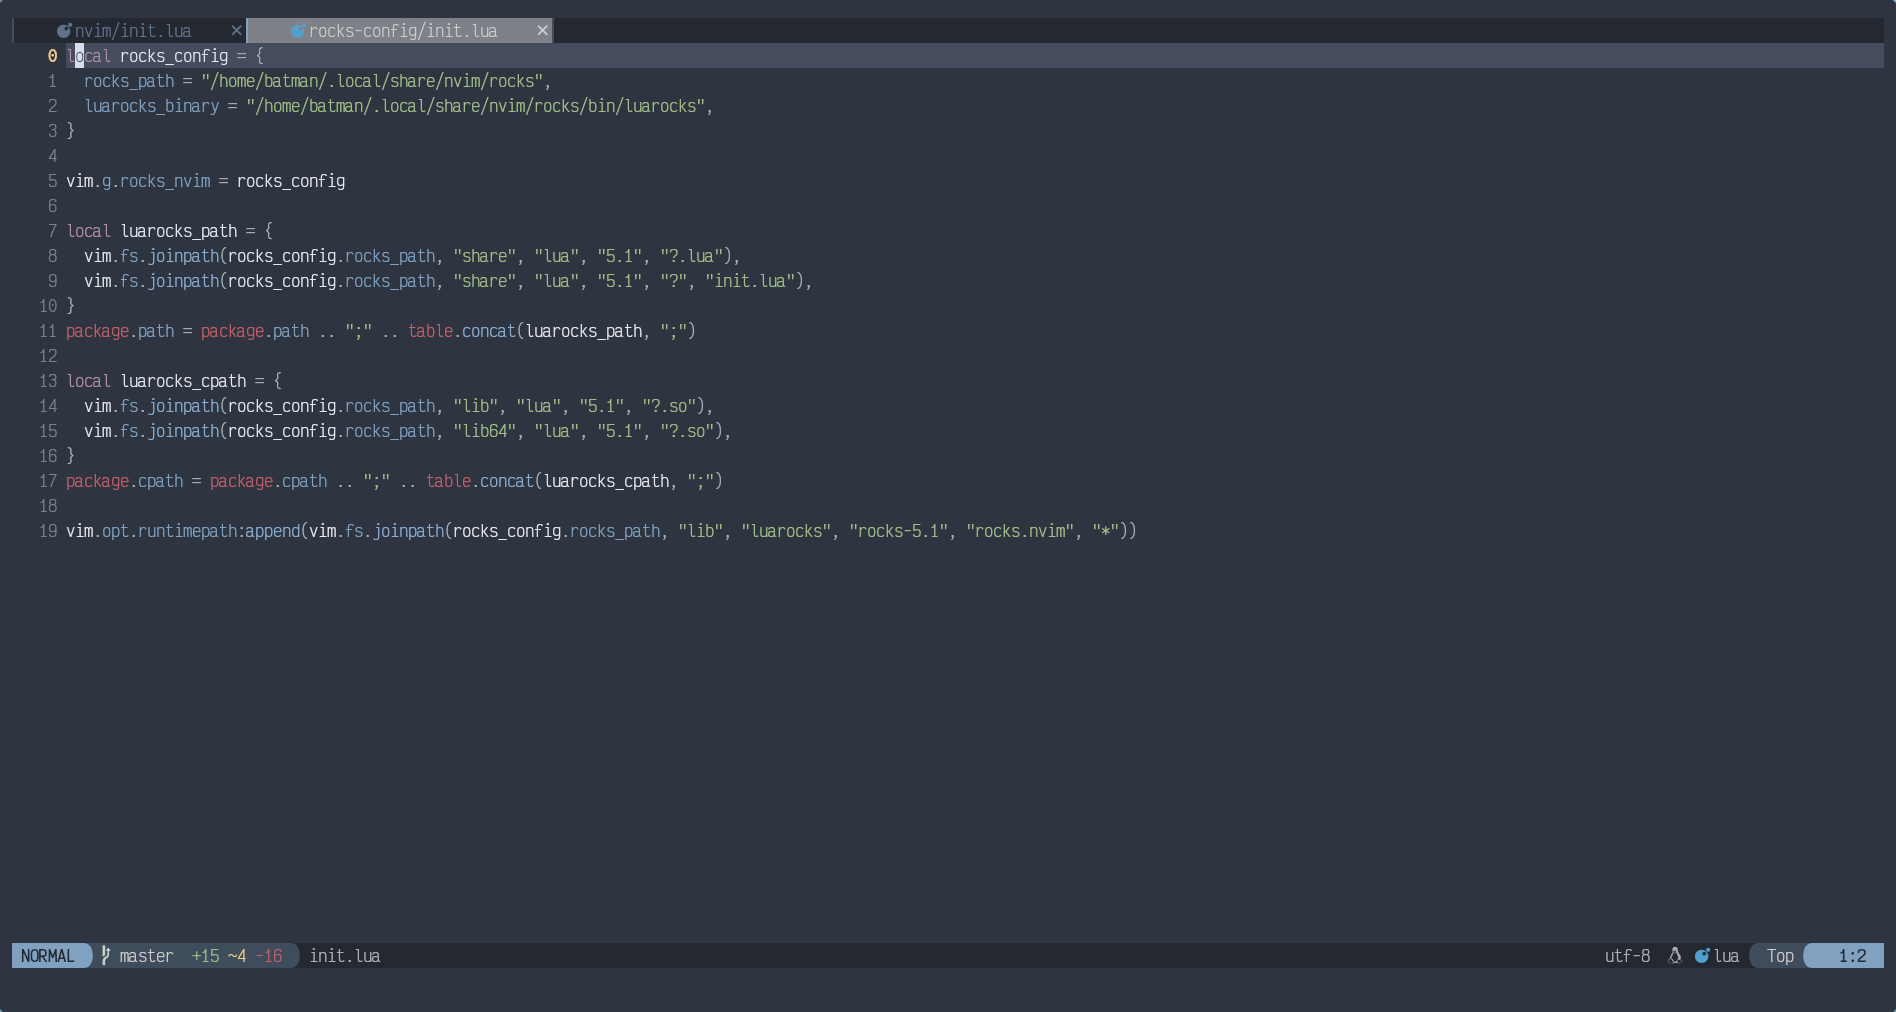 nvim/init.lua × rocks-config/init.lua ×
0 local rocks_config = {
1   rocks_path = "/home/batman/.local/share/nvim/rocks",
2   luarocks_binary = "/home/batman/.local/share/nvim/rocks/bin/luarocks",
3 }
4
5 vim.g.rocks_nvim = rocks_config
6
7 local luarocks_path = {
8   vim.fs.joinpath(rocks_config.rocks_path, "share", "lua", "5.1", "?.lua"),
9   vim.fs.joinpath(rocks_config.rocks_path, "share", "lua", "5.1", "?", "init.lua"),
10 }
11 package.path = package.path .. ";" .. table.concat(luarocks_path, ";")
12
13 local luarocks_cpath = {
14   vim.fs.joinpath(rocks_config.rocks_path, "lib", "lua", "5.1", "?.so"),
15   vim.fs.joinpath(rocks_config.rocks_path, "lib64", "lua", "5.1", "?.so"),
16 }
17 package.cpath = package.cpath .. ";" .. table.concat(luarocks_cpath, ";")
18
19 vim.opt.runtimepath:append(vim.fs.joinpath(rocks_config.rocks_path, "lib", "luarocks", "rocks-5.1", "rocks.nvim", "*"))
NORMAL master +15 ~4 -16 init.lua utf-8 lua Top 1:2